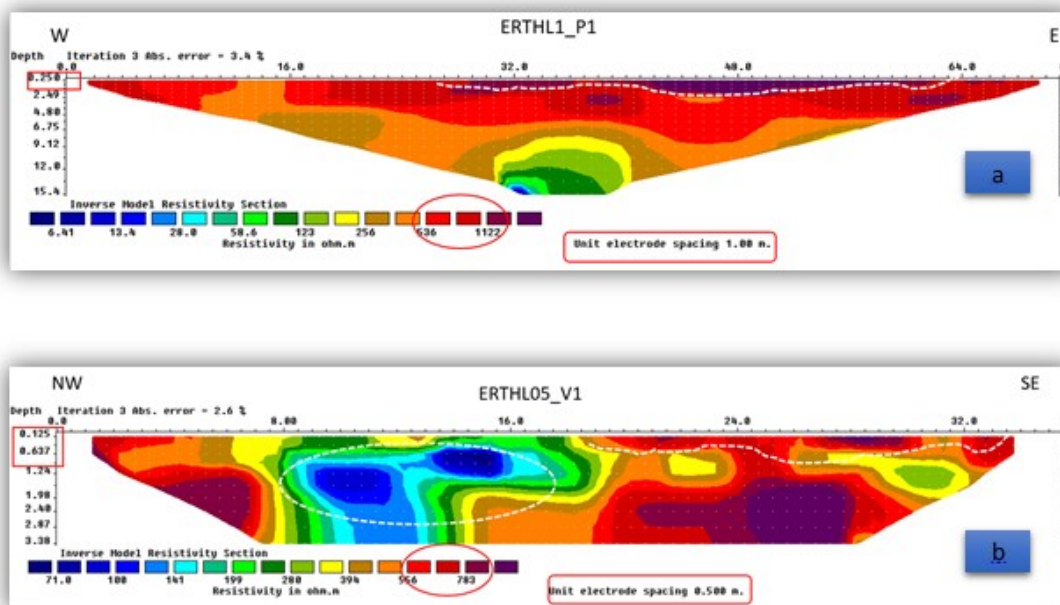 W
ERTHL1_P1
E
Depth Iteration 3 Abs. error = 3.4 %
0.0 16.0 32.0 48.0 64.0
0.250
2.49
4.80
6.75
9.12
12.0
15.4
a
Inverse Model Resistivity Section
6.41 13.4 28.0 58.6 123 256 536 1122
Resistivity in ohm.m
Unit electrode spacing 1.00 m.
NW
ERTHL05_V1
SE
Depth Iteration 3 Abs. error = 2.6 %
0.0 8.00 16.0 24.0 32.0
0.125
0.637
1.24
1.98
2.40
2.87
3.38
b
Inverse Model Resistivity Section
71.0 100 141 199 280 394 556 783
Resistivity in ohm.m
Unit electrode spacing 0.500 m.